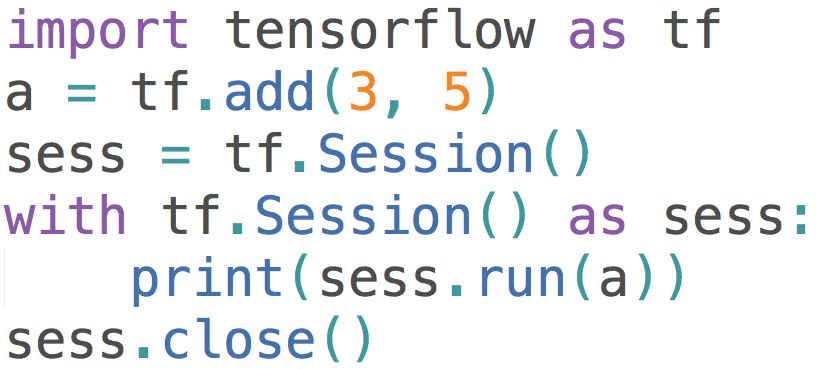 import tensorflow as tf
a = tf.add(3, 5)
sess = tf.Session()
with tf.Session() as sess:
    print(sess.run(a))
sess.close()